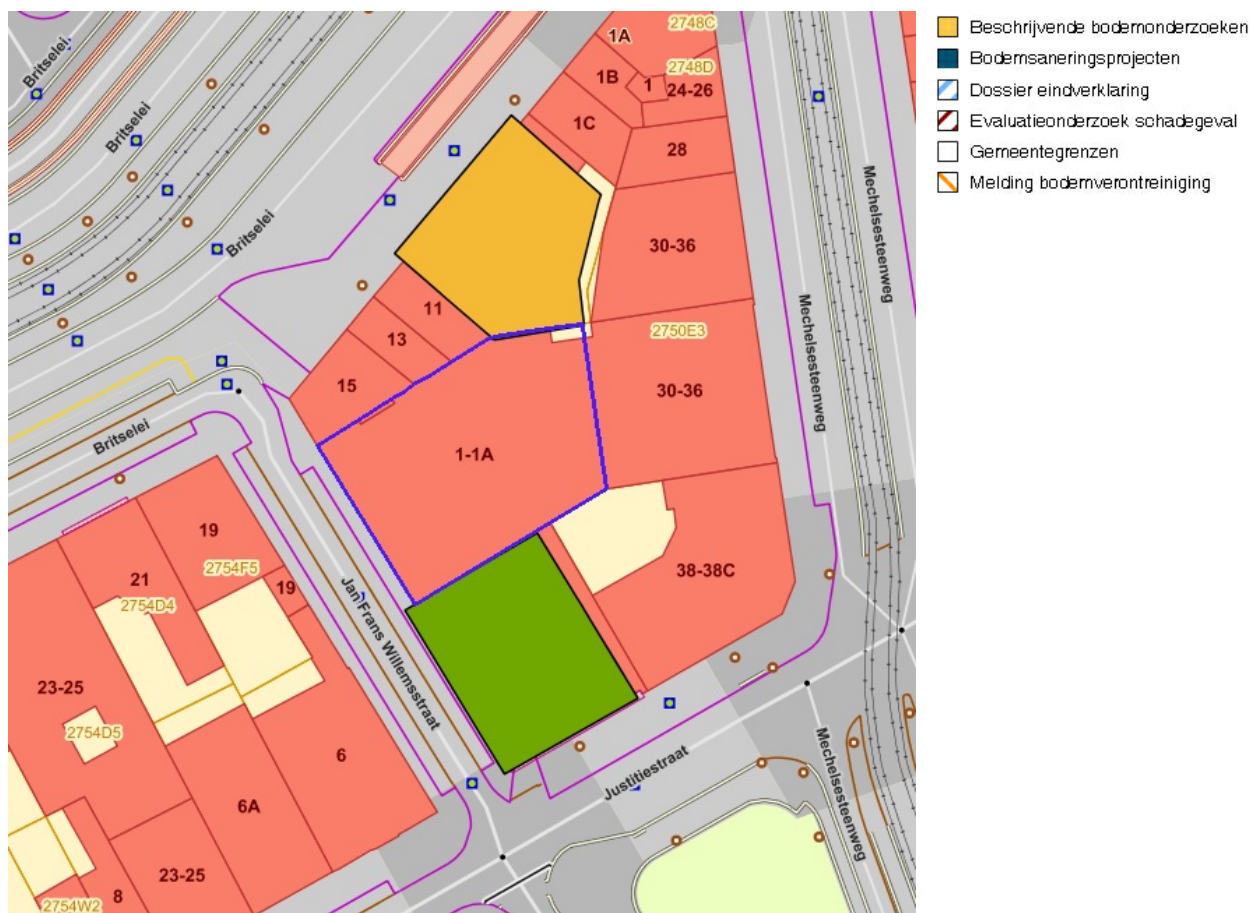 Britselei
Britselei
Britselei
Britselei
2748C
1A
2748D
1B
1
24-26
1C
28
30-36
11
2750E3
13
30-36
15
1-1A
38-38C
19
2754F5
21
19
2754D4
23-25
2754D5
6
6A
23-25
8
2754W2
Jan Frans Willemsstraat
Justitiestraat
Mechelsesteenweg
Mechelsesteenweg
Mechelsesteenweg
Beschrijvende bodemonderzoeken
Bodemsaneringsprojecten
Dossier eindverklaring
Evaluatieonderzoek schadegeval
Gemeentegrenzen
Melding bodemverontreiniging